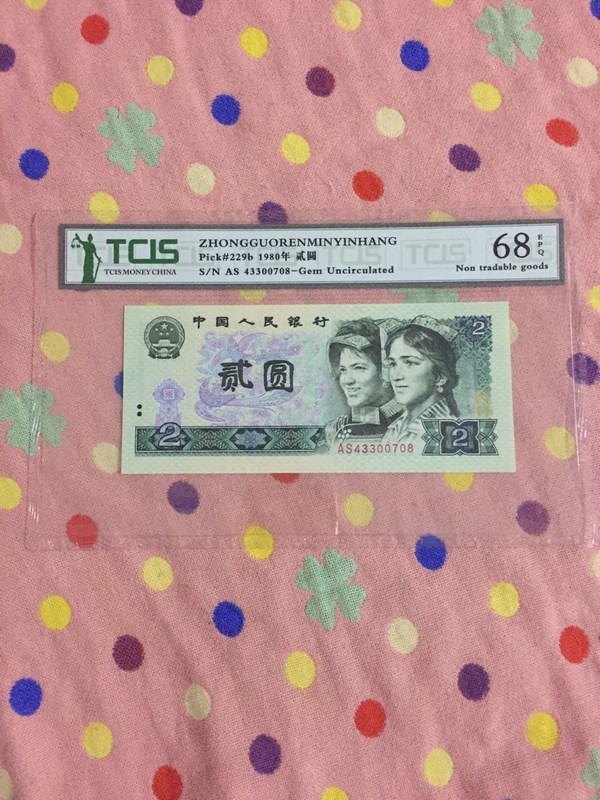 TCIS
TCIS MONEY CHINA
ZHONGGUORENMINYINHANG
Pick#229b 1980年 贰圆
S/N AS 43300708-Gem Uncirculated
68 EPQ
Non tradable goods
中国人民银行
2
贰圆
2
2
AS43300708